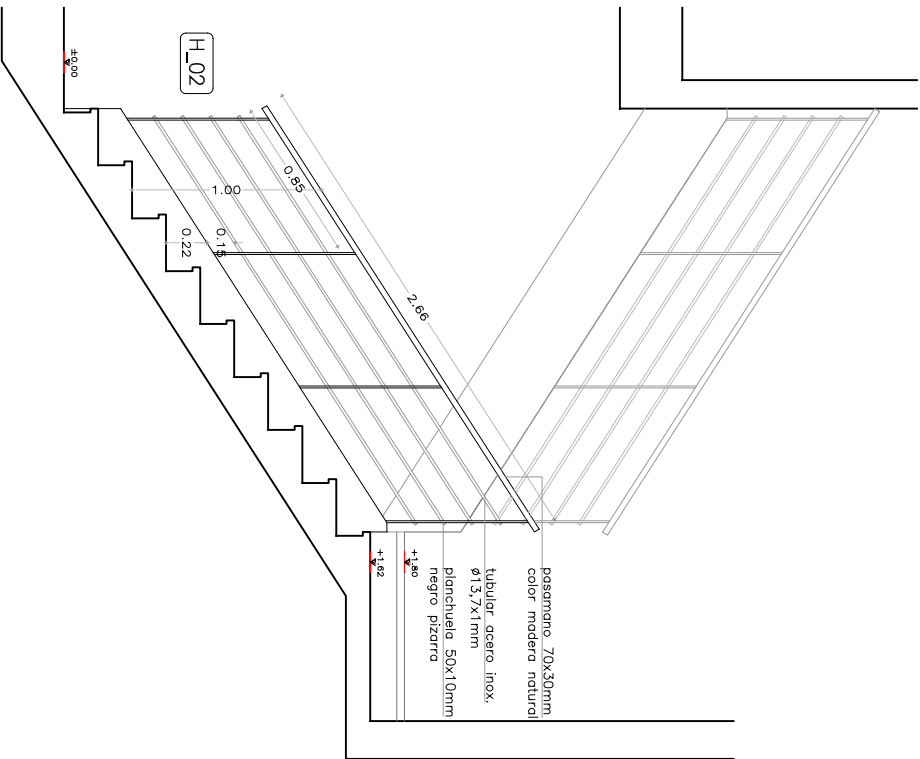 H_02
±0.00
0.85
1.00
0.15
0.22
2.66
+1.80
+1.62
pasamano 70x30mm
color madera natural
tubular acero inox.
ø13,7x1mm
planchuela 50x10mm
negro pizarra